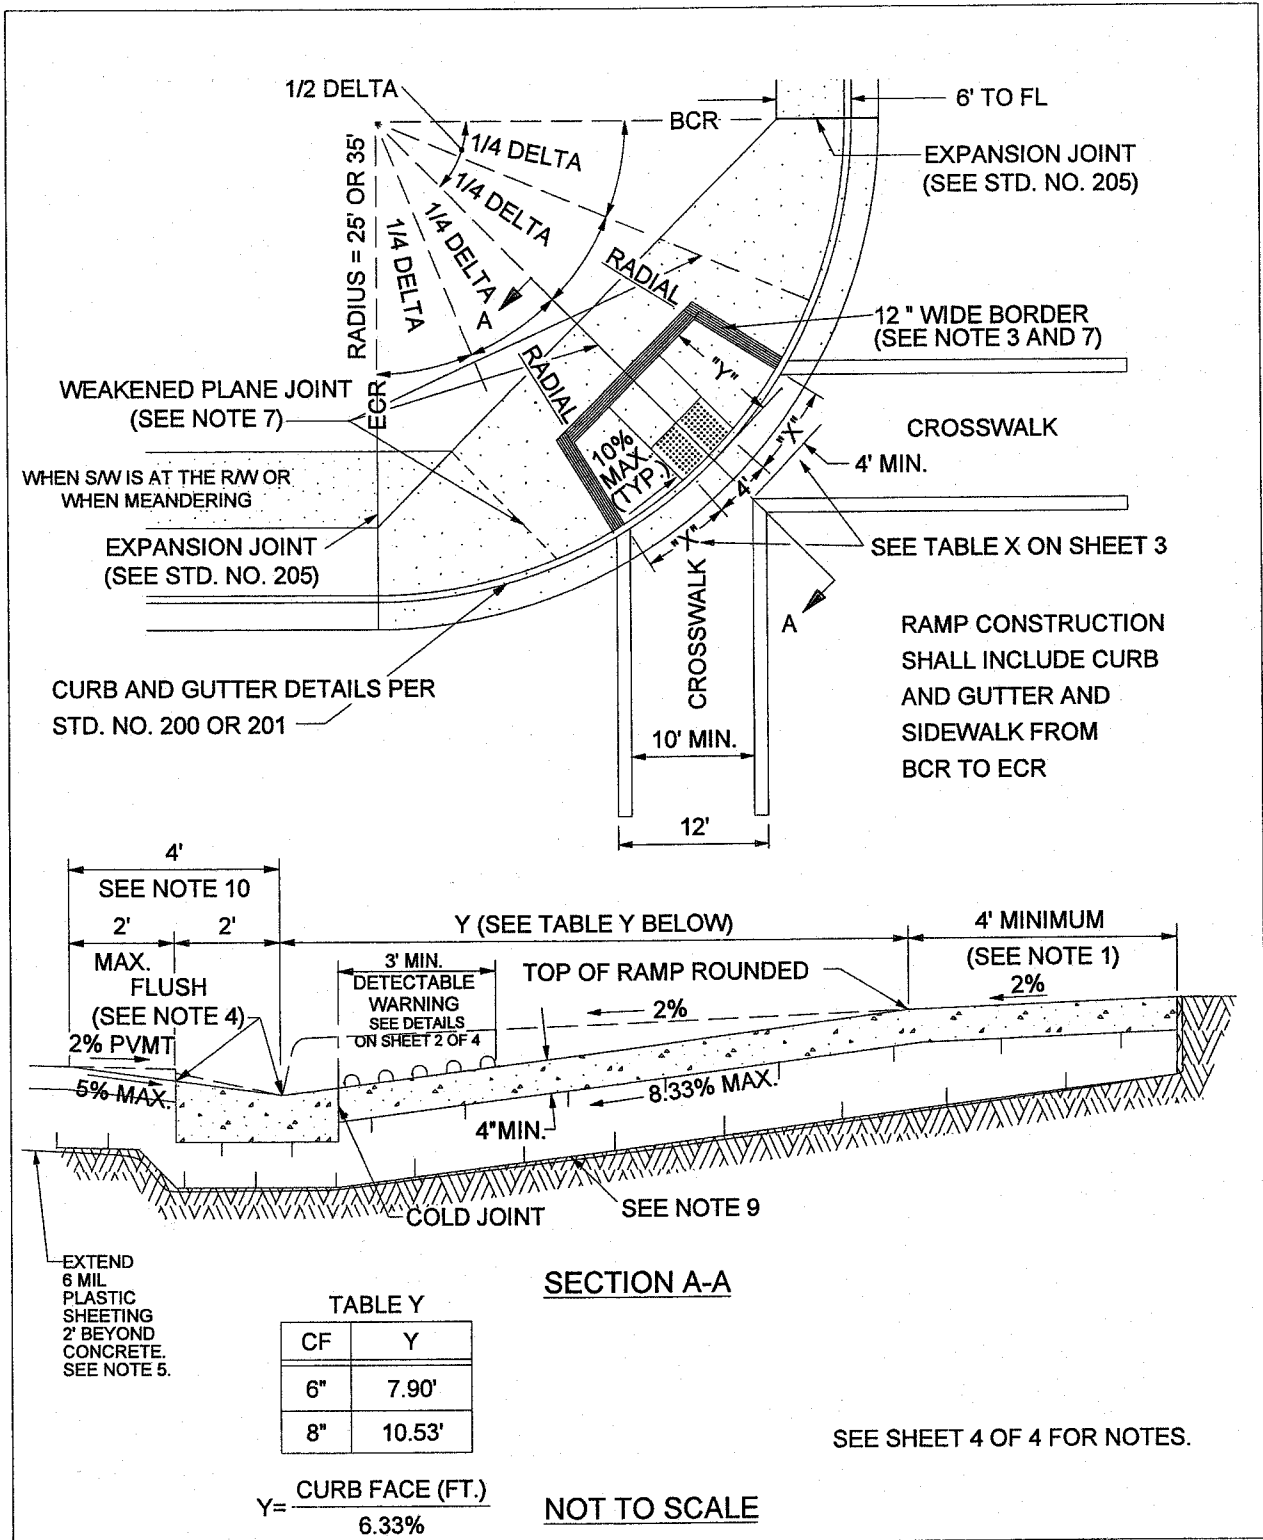 1/2 DELTA
6' TO FL
BCR
1/4 DELTA
EXPANSION JOINT
(SEE STD. NO. 205)
1/4 DELTA
RADIUS = 25' OR 35'
1/4 DELTA
1/4 DELTA
RADIAL
A
12 " WIDE BORDER
(SEE NOTE 3 AND 7)
RADIAL
"Y"
WEAKENED PLANE JOINT
(SEE NOTE 7)
ECR
"X"
CROSSWALK
10%
MAX.
(TYP.)
4' MIN.
WHEN S/W IS AT THE R/W OR
WHEN MEANDERING
4'
EXPANSION JOINT
(SEE STD. NO. 205)
"X"
SEE TABLE X ON SHEET 3
CROSSWALK
A
RAMP CONSTRUCTION
SHALL INCLUDE CURB
AND GUTTER AND
SIDEWALK FROM
BCR TO ECR
CURB AND GUTTER DETAILS PER
STD. NO. 200 OR 201
10' MIN.
12'
4'
SEE NOTE 10
2'
2'
MAX.
Y (SEE TABLE Y BELOW)
4' MINIMUM
(SEE NOTE 1)
3' MIN.
DETECTABLE
WARNING
SEE DETAILS
ON SHEET 2 OF 4
TOP OF RAMP ROUNDED
2%
FLUSH
(SEE NOTE 4)
2%
2% PVMT
5% MAX.
8.33% MAX.
4"MIN.
COLD JOINT
SEE NOTE 9
EXTEND
6 MIL
PLASTIC
SHEETING
2' BEYOND
CONCRETE.
SEE NOTE 5.
SECTION A-A
TABLE Y
CF Y
6" 7.90'
8" 10.53'
SEE SHEET 4 OF 4 FOR NOTES.
Y= CURB FACE (FT.)
6.33%
NOT TO SCALE